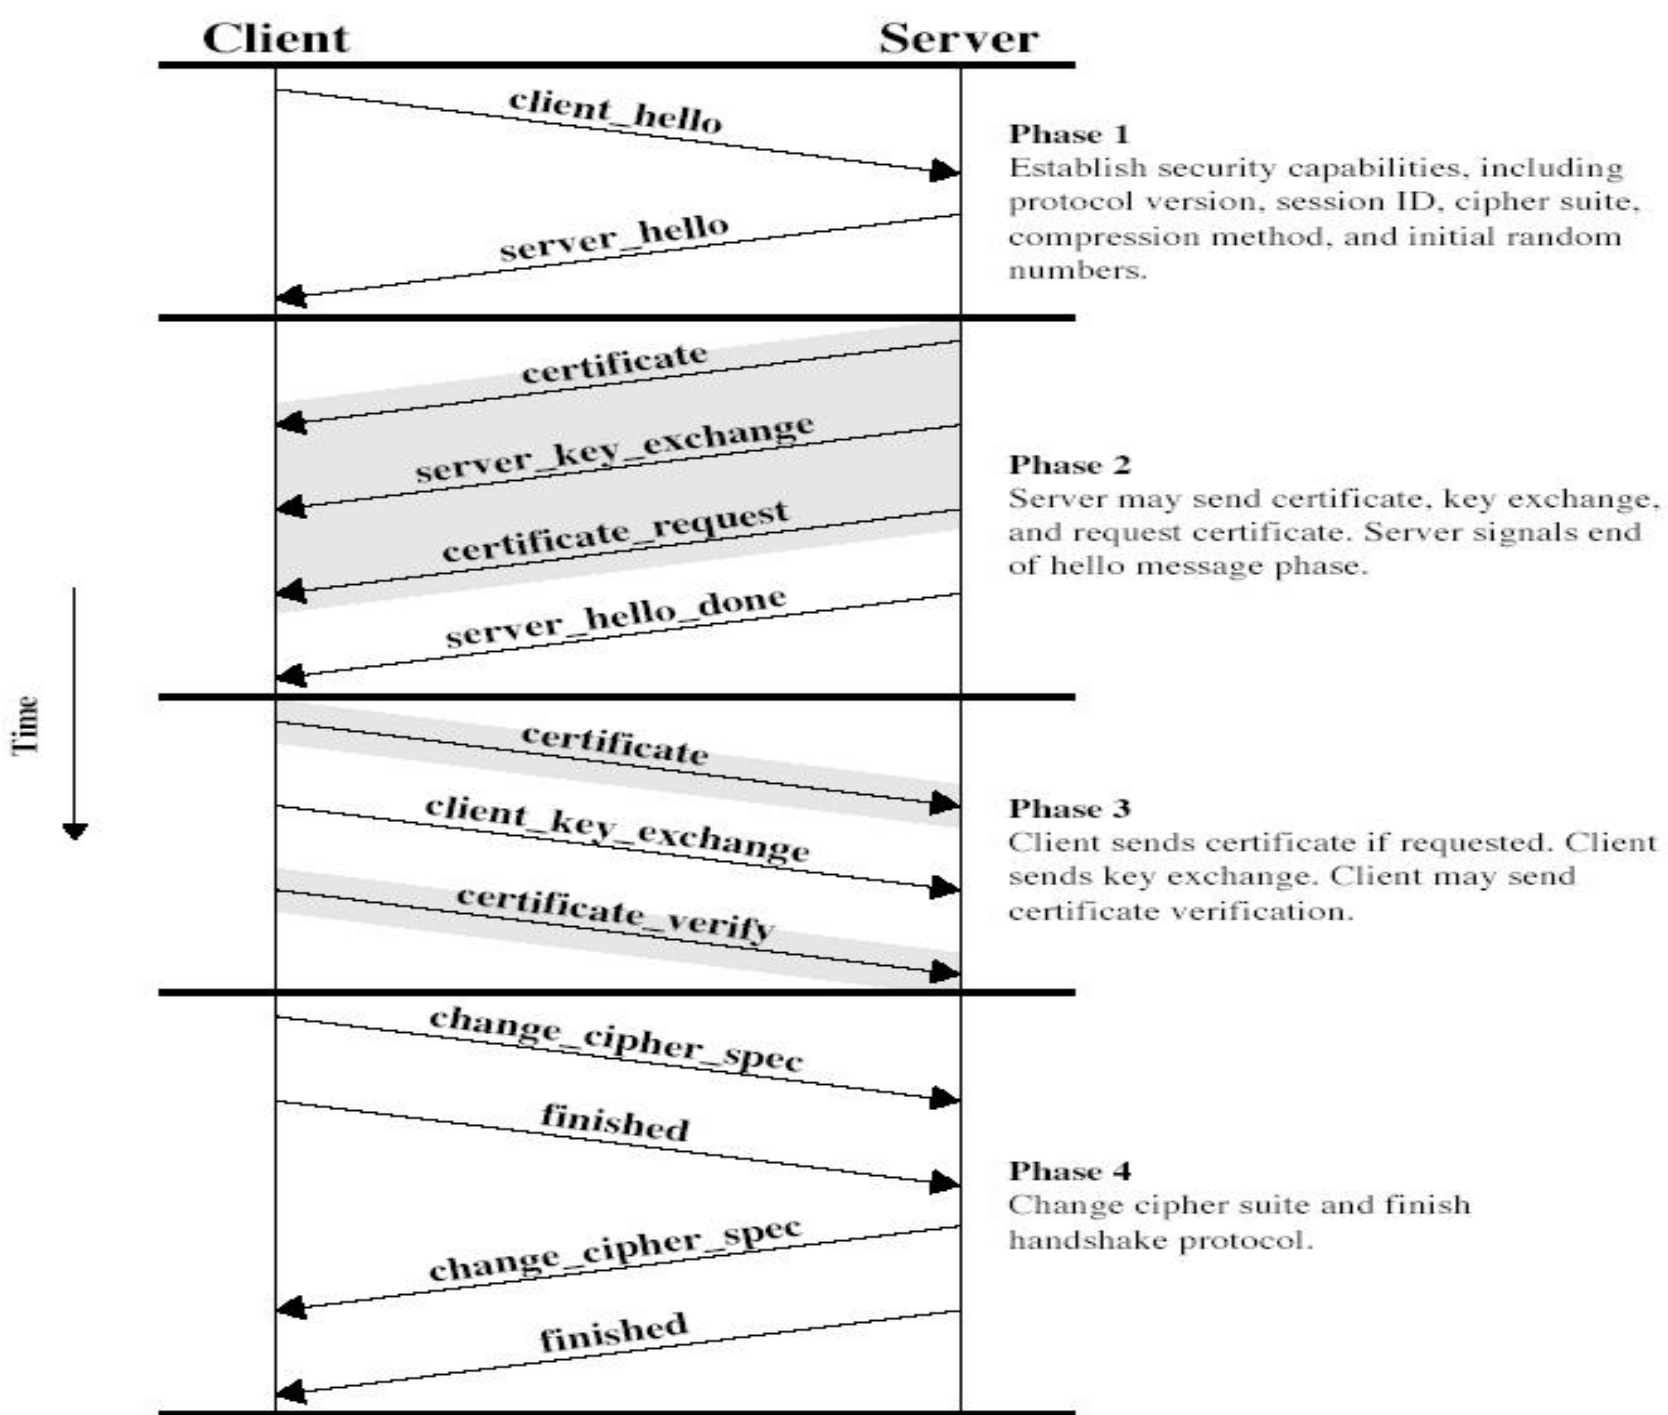 Client
Server
client_hello
server_hello
Phase 1
Establish security capabilities, including
protocol version, session ID, cipher suite,
compression method, and initial random
numbers.
certificate
server_key_exchange
certificate_request
server_hello_done
Phase 2
Server may send certificate, key exchange,
and request certificate. Server signals end
of hello message phase.
Time
certificate
client_key_exchange
certificate_verify
Phase 3
Client sends certificate if requested. Client
sends key exchange. Client may send
certificate verification.
change_cipher_spec
finished
change_cipher_spec
finished
Phase 4
Change cipher suite and finish
handshake protocol.